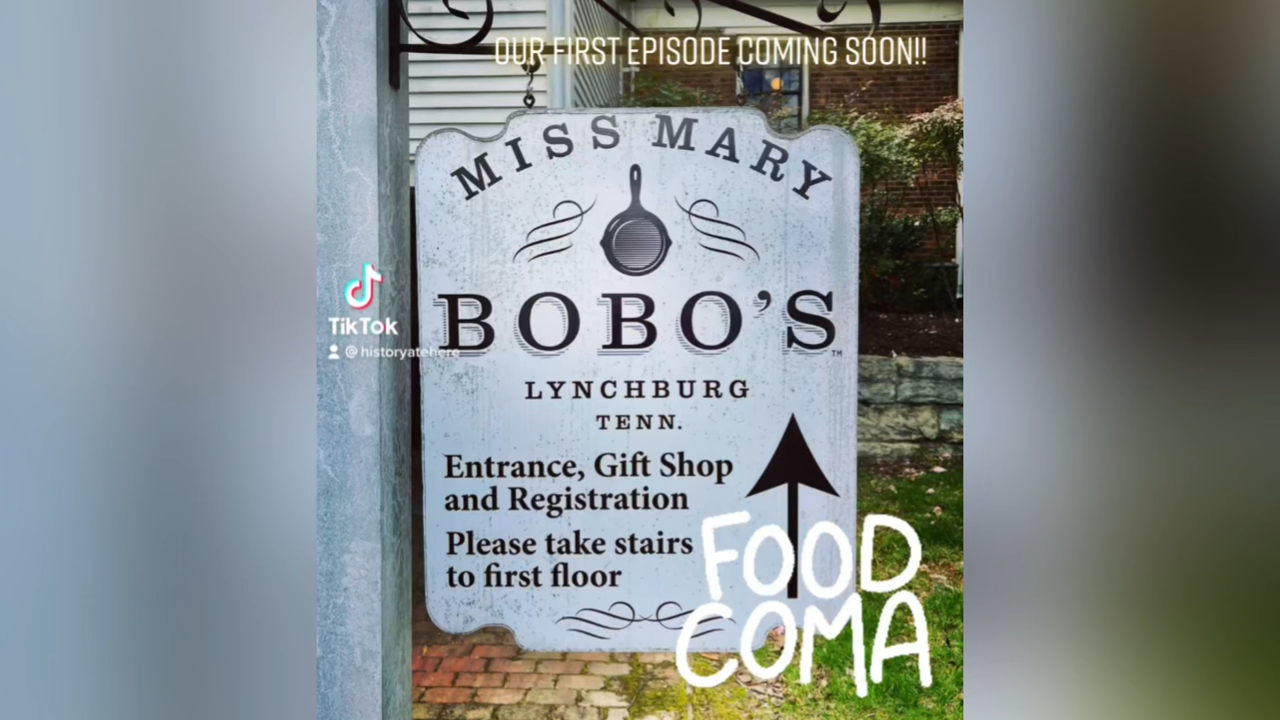 OUR FIRST EPISODE COMING SOON!!
MISS MARY
BOBO'S
TM
LYNCHBURG
TENN.
Entrance, Gift Shop
and Registration
Please take stairs
to first floor
FOOD
COMA
TikTok
@historyatehere